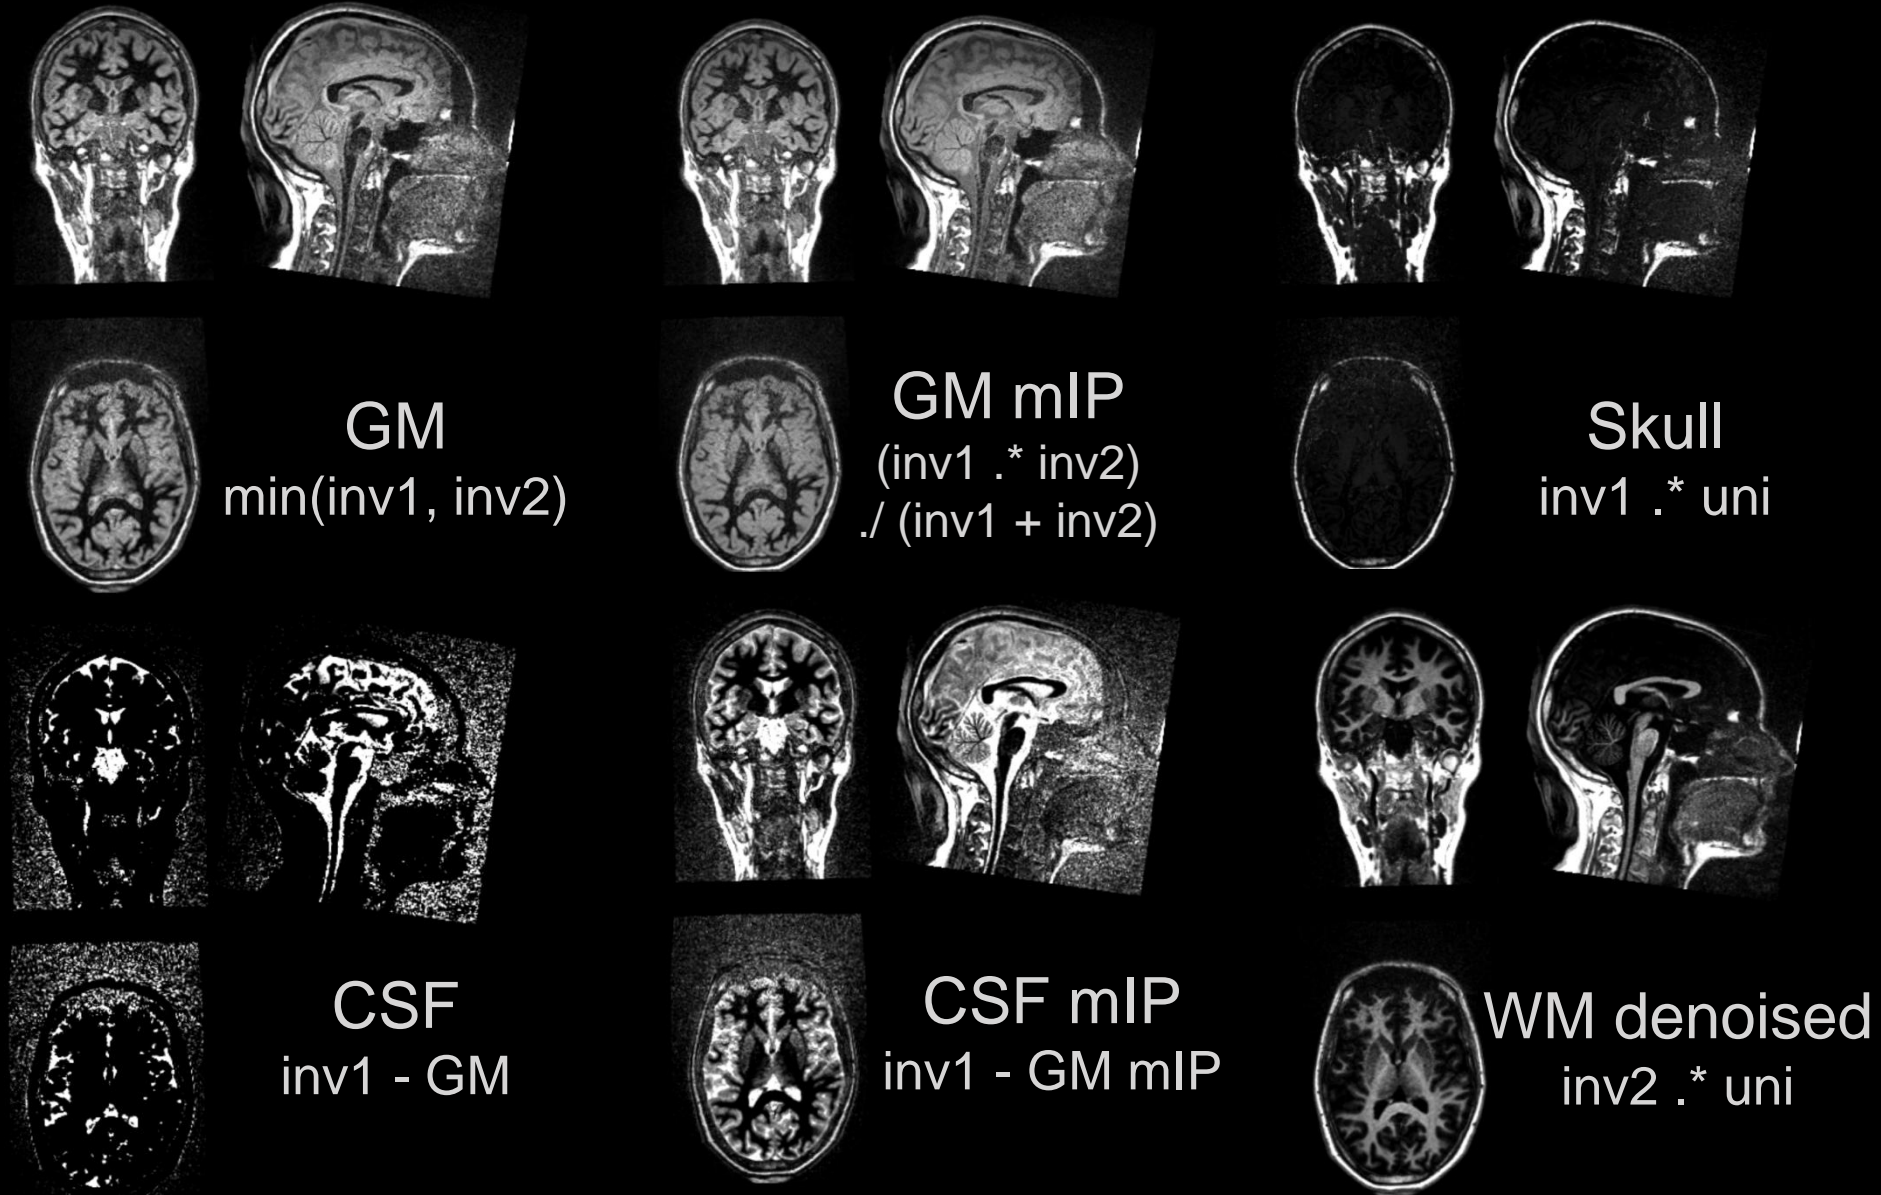 GM
min(inv1, inv2)
GM mIP
(inv1 .* inv2)
./ (inv1 + inv2)
Skull
inv1 .* uni
CSF
inv1 - GM
CSF mIP
inv1 - GM mIP
WM denoised
inv2 .* uni